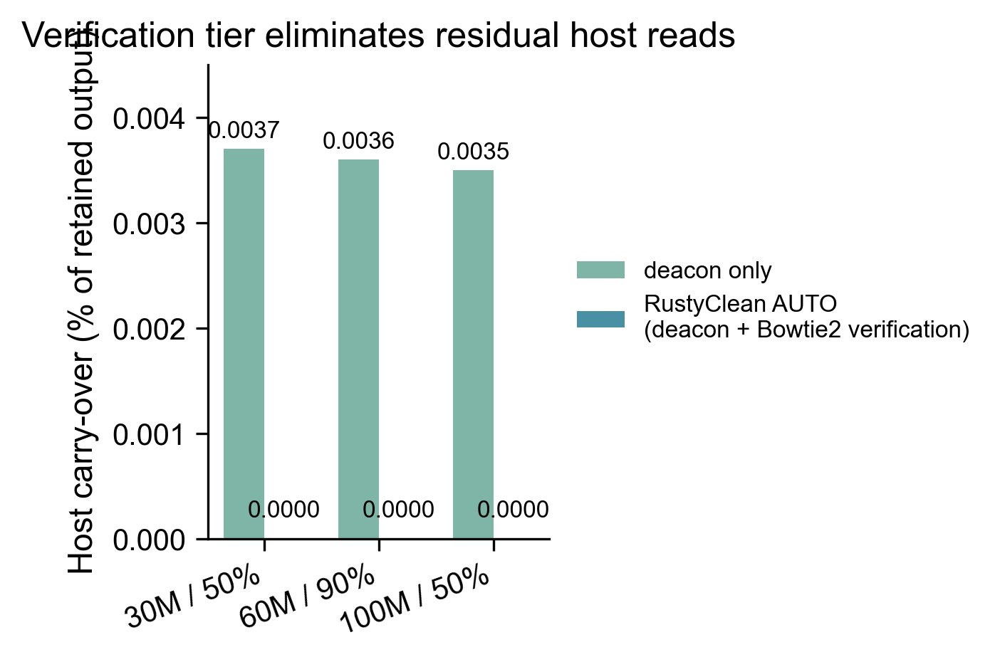 Verification tier eliminates residual host reads
Host carry-over (% of retained output)
0.004
0.003
0.002
0.001
0.000
0.0037
0.0036
0.0035
0.0000
0.0000
0.0000
30M / 50%
60M / 90%
100M / 50%
deacon only
RustyClean AUTO
(deacon + Bowtie2 verification)